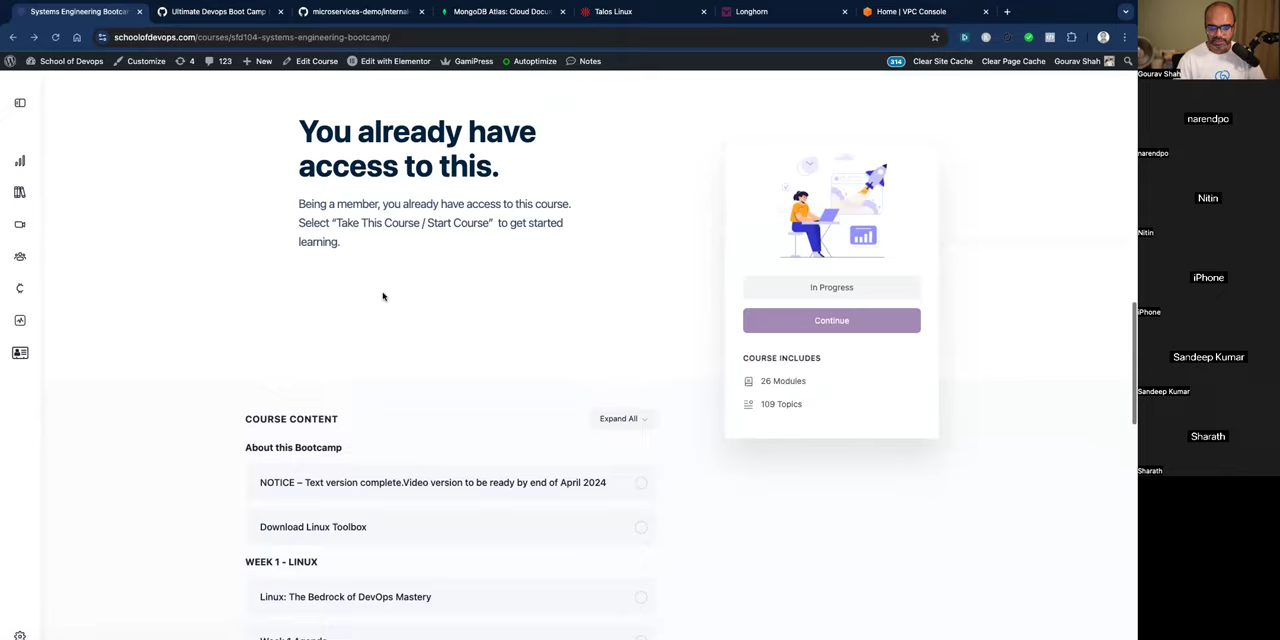 Systems Engineering Bootcam
Ultimate Devops Boot Camp
microservices-demo/internal-
MongoDB Atlas: Cloud Docu
Talos Linux
Longhorn
Home | VPC Console
schoolofdevops.com/courses/sfd104-systems-engineering-bootcamp/
School of Devops
Customize
4
123
New
Edit Course
Edit with Elementor
GamiPress
Autoptimize
Notes
314
Clear Site Cache
Clear Page Cache
Gourav Shah
You already have
access to this.
Being a member, you already have access to this course.
Select “Take This Course / Start Course” to get started
learning.
In Progress
Continue
COURSE INCLUDES
26 Modules
109 Topics
COURSE CONTENT
Expand All
About this Bootcamp
NOTICE – Text version complete.Video version to be ready by end of April 2024
Download Linux Toolbox
WEEK 1 - LINUX
Linux: The Bedrock of DevOps Mastery
Week 1 Agenda
Gourav Shah
narendpo
narendpo
Nitin
Nitin
iPhone
iPhone
Sandeep Kumar
Sandeep Kumar
Sharath
Sharath